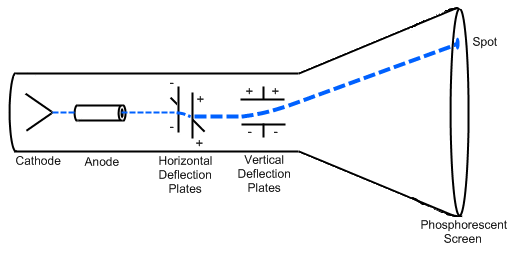 Spot
-
+
+ +
-
+
- -
Cathode
Anode
Horizontal
Deflection
Plates
Vertical
Deflection
Plates
Phosphorescent
Screen